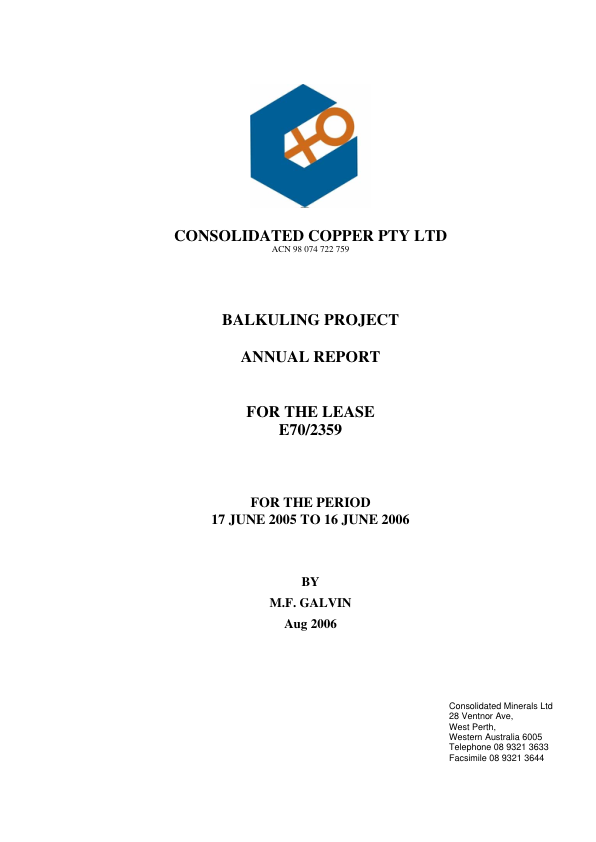 CONSOLIDATED COPPER PTY LTD
ACN 98 074 722 759
BALKULING PROJECT
ANNUAL REPORT
FOR THE LEASE
E70/2359
FOR THE PERIOD
17 JUNE 2005 TO 16 JUNE 2006
BY
M.F. GALVIN
Aug 2006
Consolidated Minerals Ltd
28 Ventnor Ave,
West Perth,
Western Australia 6005
Telephone 08 9321 3633
Facsimile 08 9321 3644